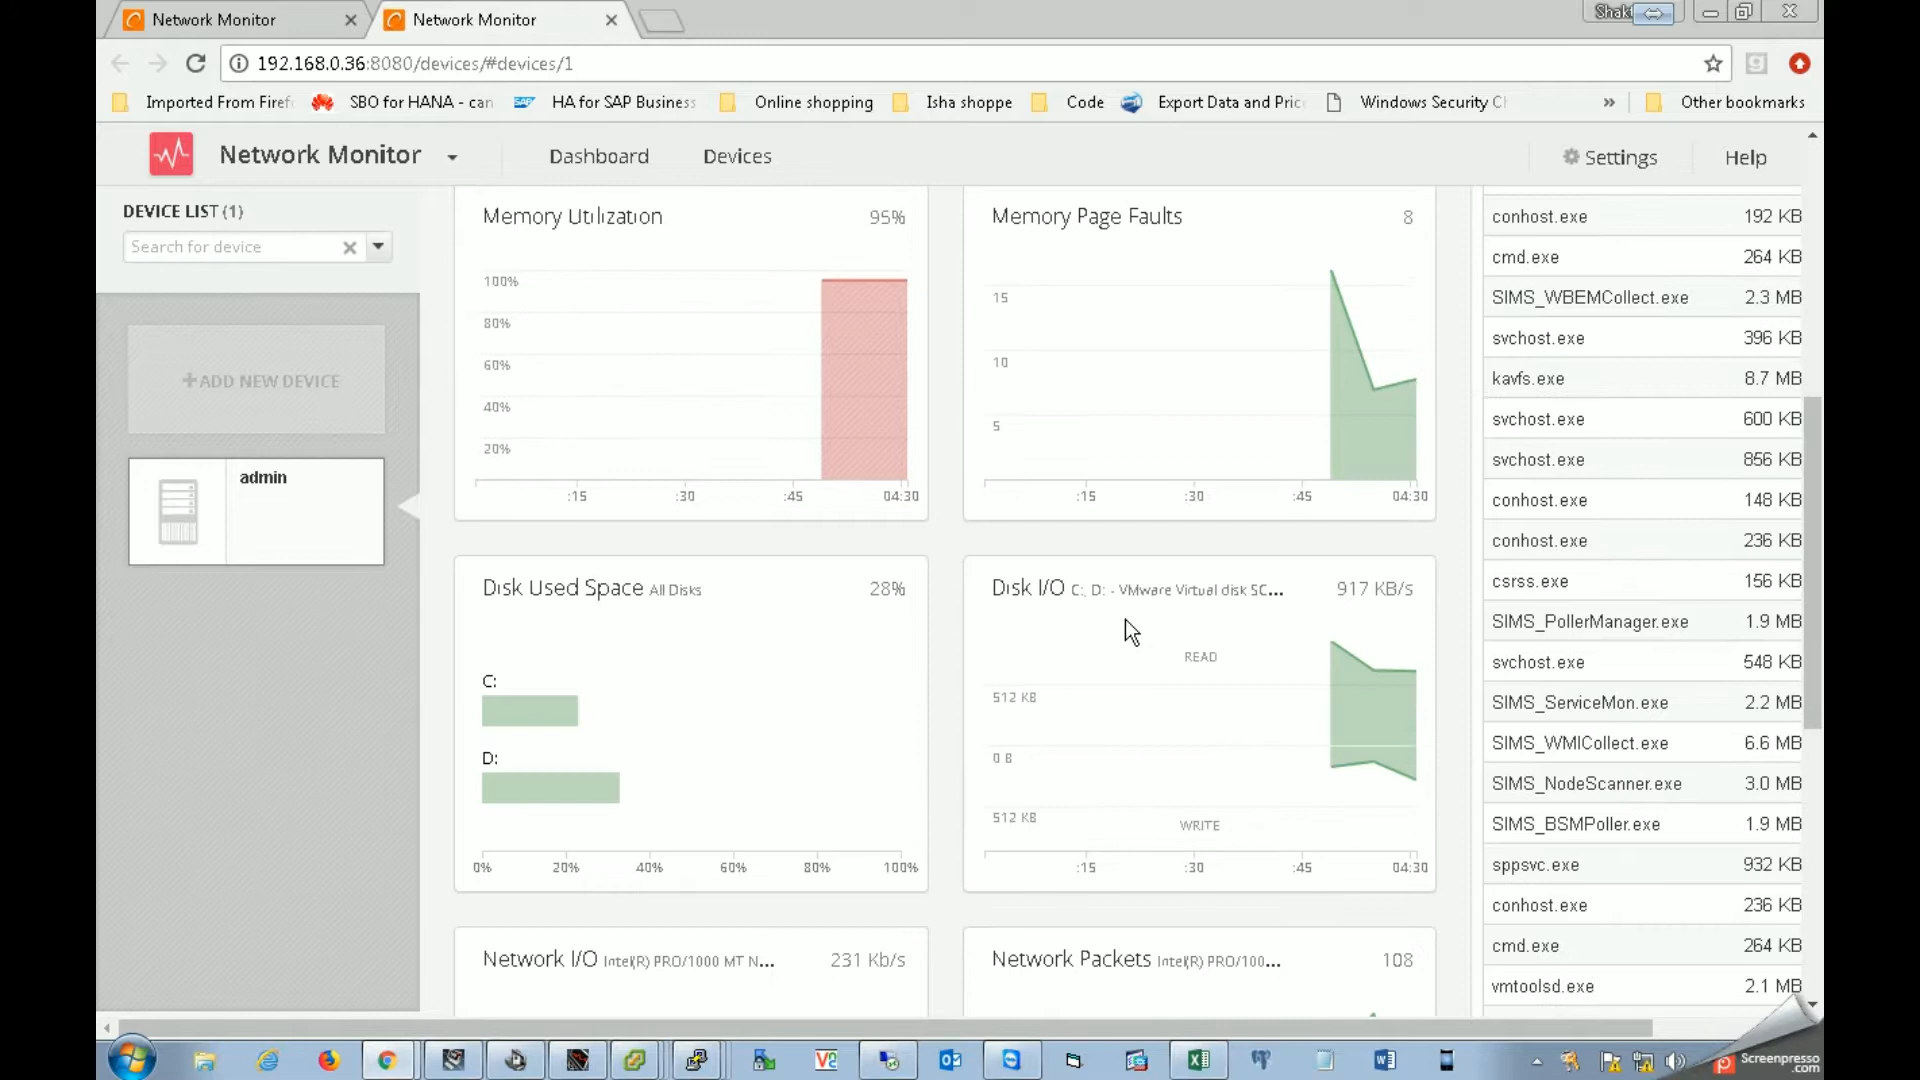 Network Monitor
Network Monitor
Shakt
192.168.0.36:8080/devices/#devices/1
Imported From Firef
SBO for HANA - can
HA for SAP Business
Online shopping
Isha shoppe
Code
Export Data and Pric
Windows Security Ch
»
Other bookmarks
Network Monitor
Dashboard
Devices
Settings
Help
DEVICE LIST (1)
Search for device
+ADD NEW DEVICE
admin
Memory Utilization 95%
100%
80%
60%
40%
20%
:15 :30 :45 04:30
Memory Page Faults 8
15
10
5
:15 :30 :45 04:30
Disk Used Space All Disks 28%
C:
D:
0% 20% 40% 60% 80% 100%
Disk I/O C:, D: - VMware Virtual disk SC... 917 KB/s
READ
512 KB
0 B
512 KB
WRITE
:15 :30 :45 04:30
Network I/O Intel(R) PRO/1000 MT N... 231 Kb/s
Network Packets Intel(R) PRO/100... 108
conhost.exe 192 KB
cmd.exe 264 KB
SIMS_WBEMCollect.exe 2.3 MB
svchost.exe 396 KB
kavfs.exe 8.7 MB
svchost.exe 600 KB
svchost.exe 856 KB
conhost.exe 148 KB
conhost.exe 236 KB
csrss.exe 156 KB
SIMS_PollerManager.exe 1.9 MB
svchost.exe 548 KB
SIMS_ServiceMon.exe 2.2 MB
SIMS_WMICollect.exe 6.6 MB
SIMS_NodeScanner.exe 3.0 MB
SIMS_BSMPoller.exe 1.9 MB
sppsvc.exe 932 KB
conhost.exe 236 KB
cmd.exe 264 KB
vmtoolsd.exe 2.1 MB
Screenpresso
.com